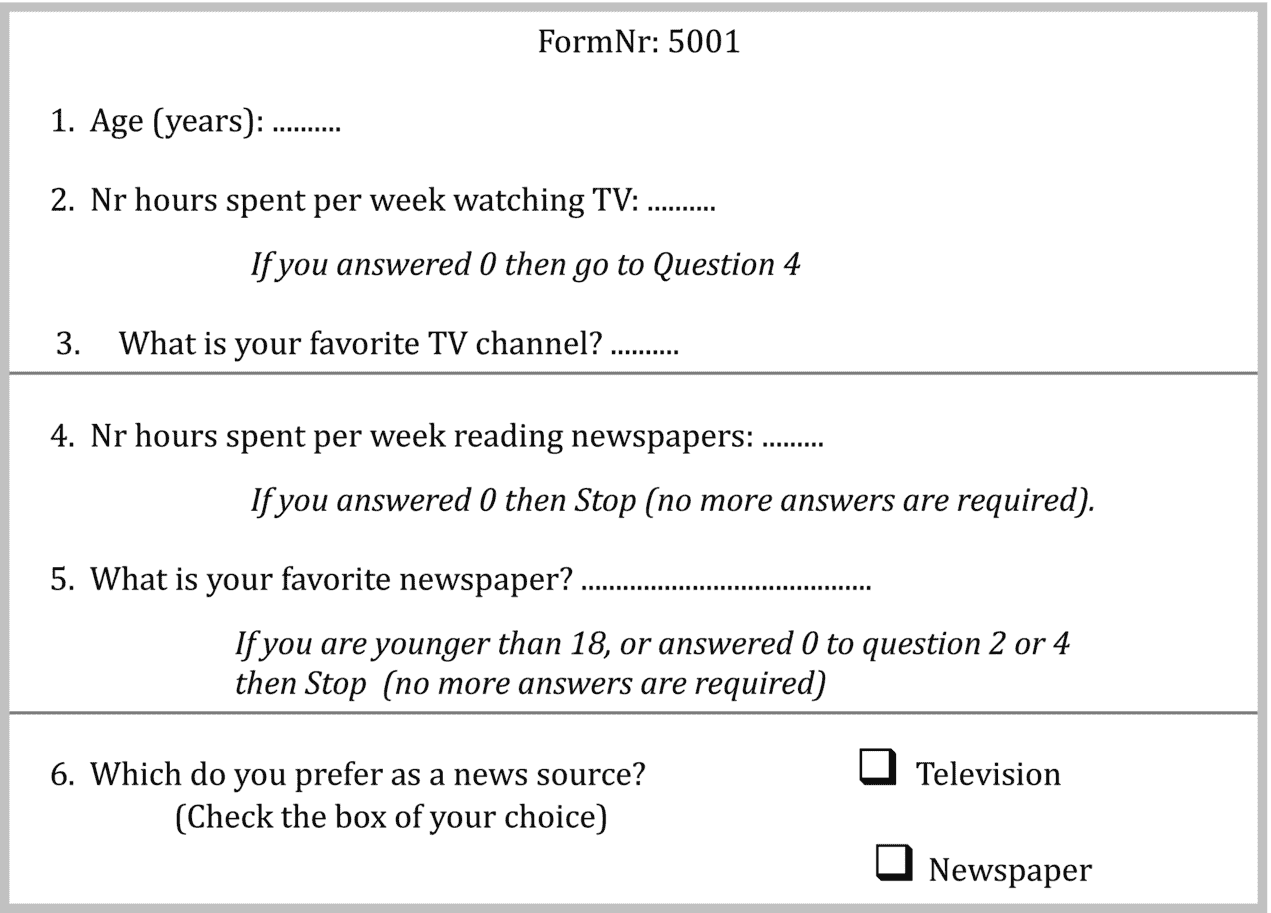 FormNr: 5001
1. Age (years): ..........
2. Nr hours spent per week watching TV: ..........
If you answered 0 then go to Question 4
3. What is your favorite TV channel? ..........
4. Nr hours spent per week reading newspapers: .........
If you answered 0 then Stop (no more answers are required).
5. What is your favorite newspaper? ..........................................
If you are younger than 18, or answered 0 to question 2 or 4
then Stop (no more answers are required)
6. Which do you prefer as a news source? ❑ Television
(Check the box of your choice)
❑ Newspaper